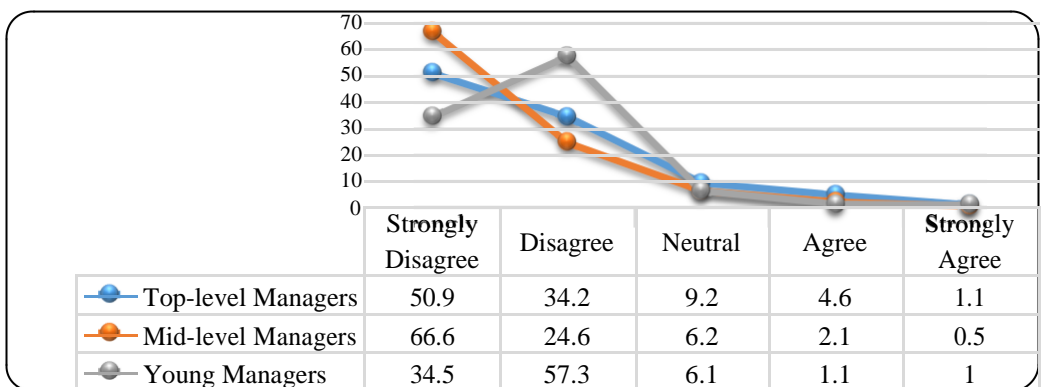 70
60
50
40
30
20
10
0
Strongly Disagree Disagree Neutral Agree Strongly Agree
Top-level Managers 50.9 34.2 9.2 4.6 1.1
Mid-level Managers 66.6 24.6 6.2 2.1 0.5
Young Managers 34.5 57.3 6.1 1.1 1